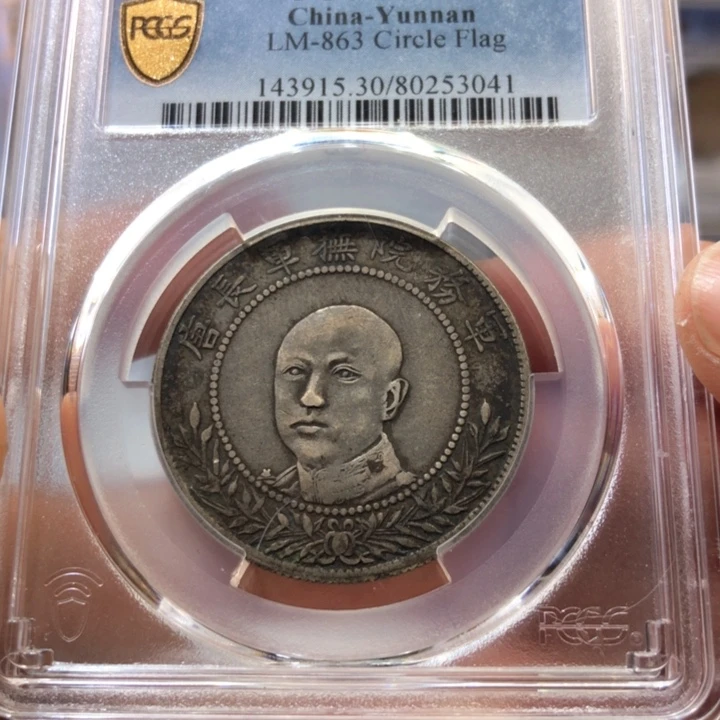 PCGS
China-Yunnan
LM-863 Circle Flag
143915.30/80253041
軍務院撫軍長唐
PCGS